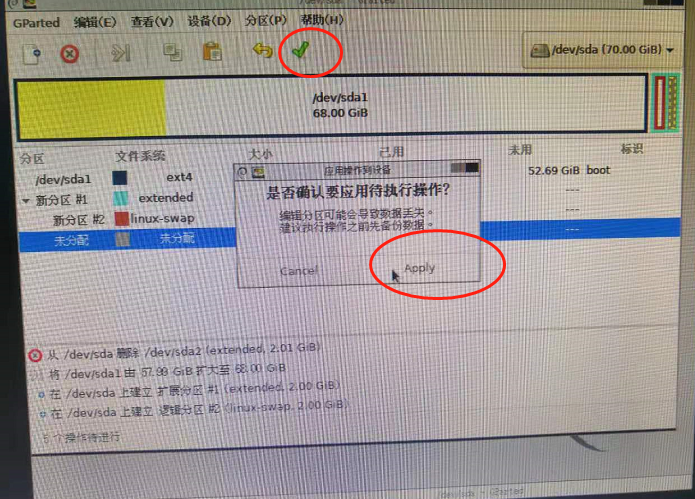 GParted 编辑(E) 查看(V) 设备(D) 分区(P) 帮助(H)
/dev/sda (70.00 GiB)
/dev/sda1
68.00 GiB
分区 文件系统 大小 已用 未用 标识
/dev/sda1 ext4 52.69 GiB boot
新分区 #1 extended ---
新分区 #2 linux-swap ---
未分配 未分配 ---
应用操作到设备
是否确认要应用待执行操作?
编辑分区可能会导致数据丢失。
建议执行操作之前先备份数据。
Cancel Apply
从 /dev/sda 删除 /dev/sda2 (extended, 2.01 GiB)
将 /dev/sda1 由 57.99 GiB 扩大至 68.00 GiB
在 /dev/sda 上建立 扩展分区 #1 (extended, 2.00 GiB)
在 /dev/sda 上建立 逻辑分区 #2 (linux-swap, 2.00 GiB)
个操作待进行